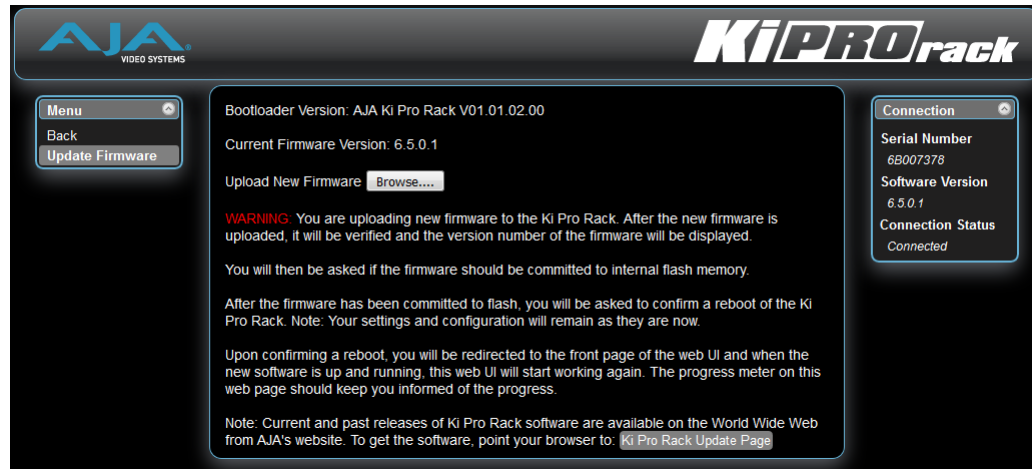 AJA
VIDEO SYSTEMS
KiPRO rack
Menu
Back
Update Firmware
Bootloader Version: AJA Ki Pro Rack V01.01.02.00
Current Firmware Version: 6.5.0.1
Upload New Firmware Browse....
WARNING: You are uploading new firmware to the Ki Pro Rack. After the new firmware is
uploaded, it will be verified and the version number of the firmware will be displayed.
You will then be asked if the firmware should be committed to internal flash memory.
After the firmware has been committed to flash, you will be asked to confirm a reboot of the Ki
Pro Rack. Note: Your settings and configuration will remain as they are now.
Upon confirming a reboot, you will be redirected to the front page of the web UI and when the
new software is up and running, this web UI will start working again. The progress meter on this
web page should keep you informed of the progress.
Note: Current and past releases of Ki Pro Rack software are available on the World Wide Web
from AJA's website. To get the software, point your browser to: Ki Pro Rack Update Page
Connection
Serial Number
6B007378
Software Version
6.5.0.1
Connection Status
Connected